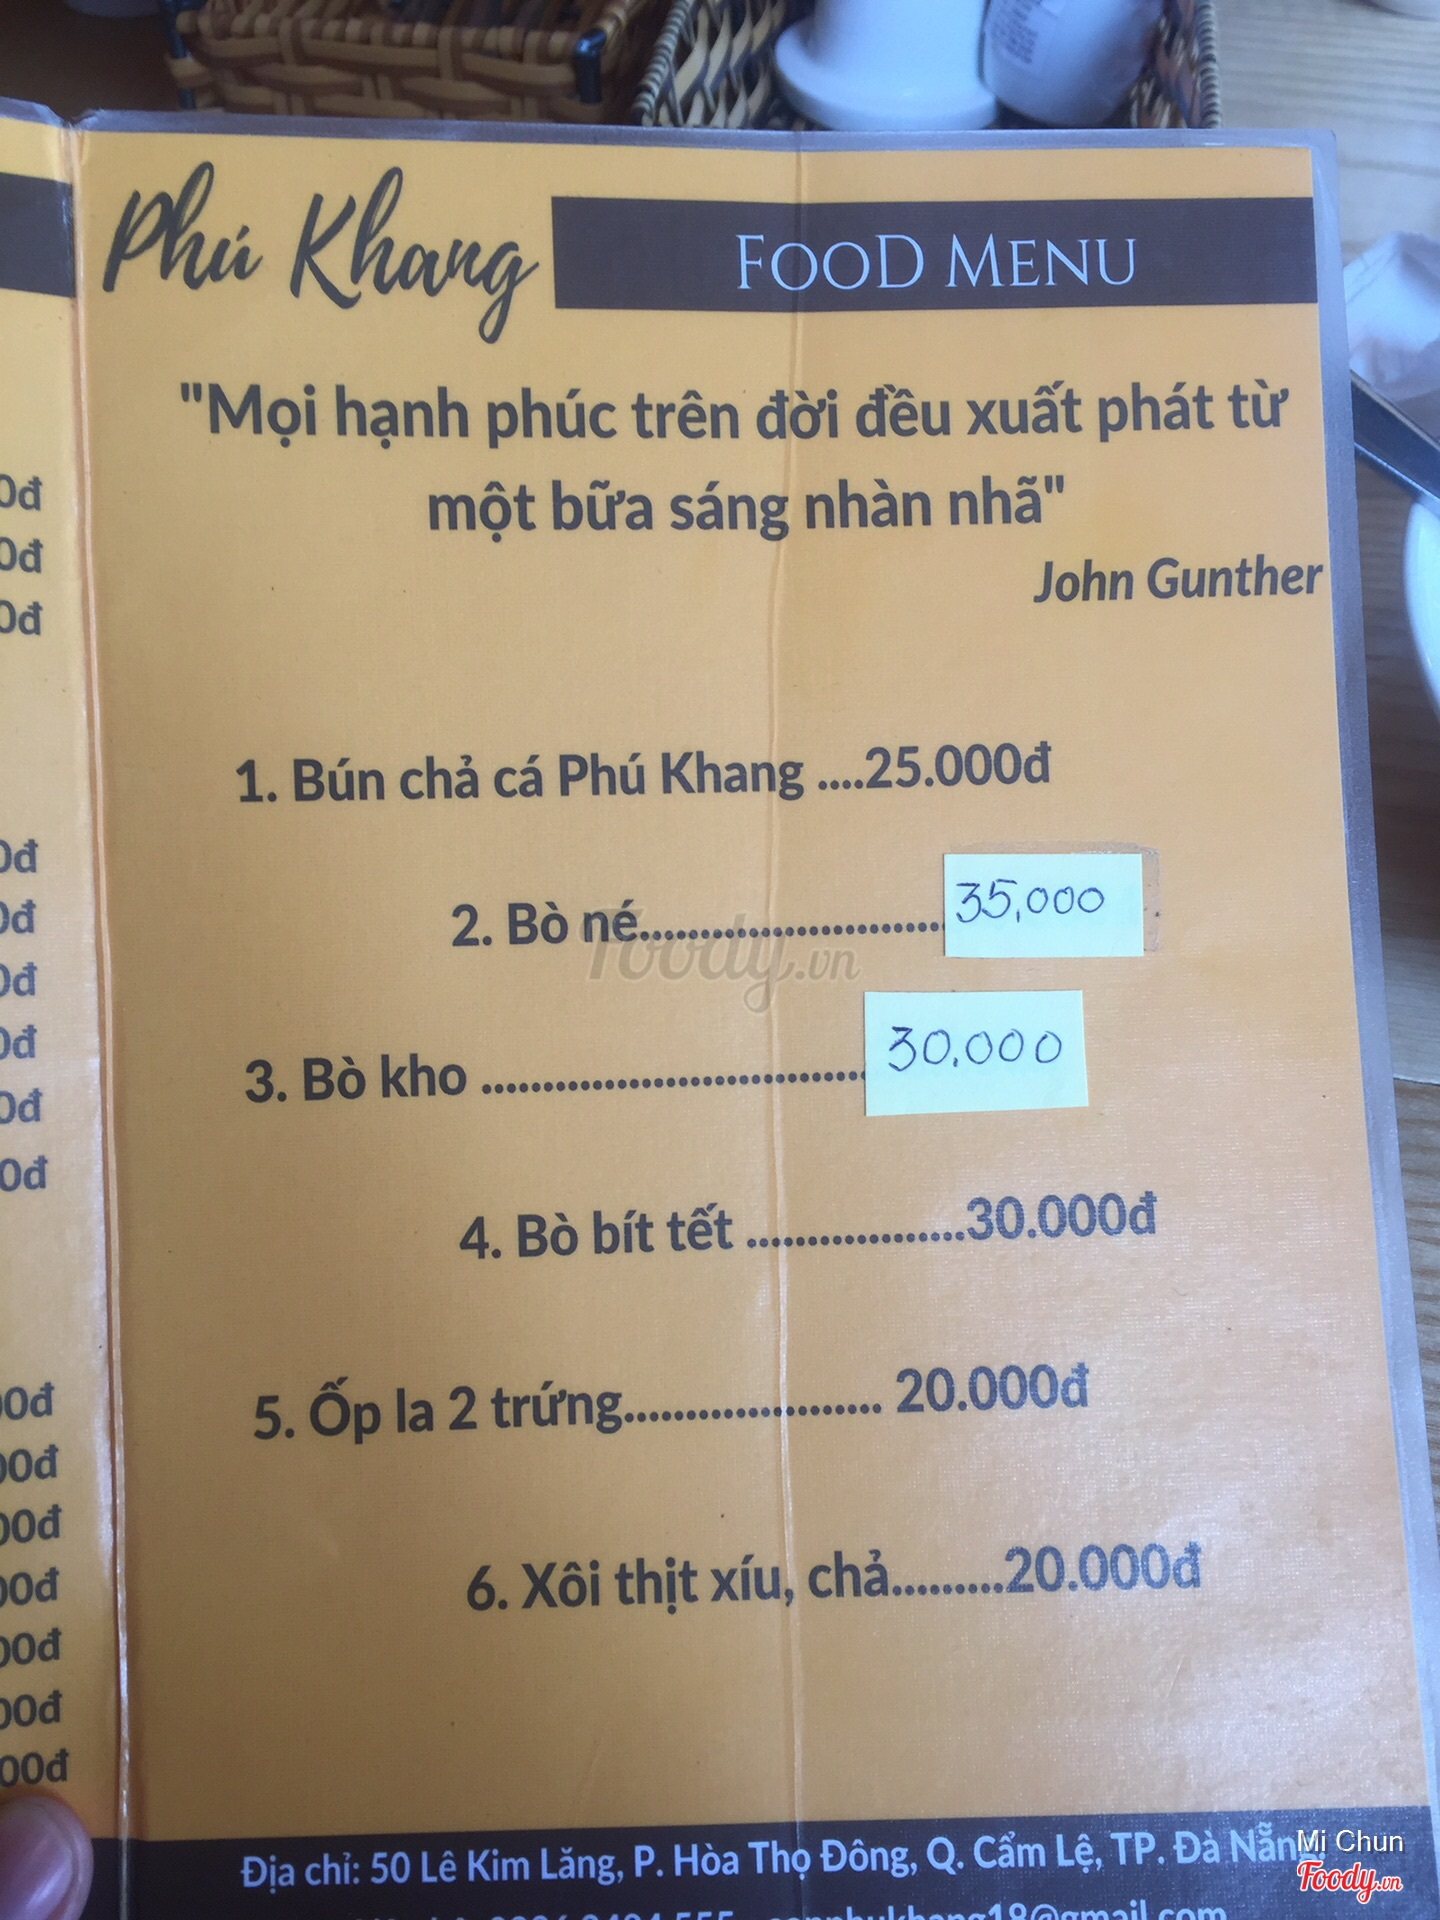 Phú Khang
FOOD MENU
"Mọi hạnh phúc trên đời đều xuất phát từ
một bữa sáng nhàn nhã"
John Gunther
1. Bún chả cá Phú Khang ....25.000đ
2. Bò né......................... 35,000
3. Bò kho ................................ 30.000
4. Bò bít tết ..................30.000đ
5. Ốp la 2 trứng..................... 20.000đ
6. Xôi thịt xíu, chả.........20.000đ
Địa chỉ: 50 Lê Kim Lăng, P. Hòa Thọ Đông, Q. Cẩm Lệ, TP. Đà Nẵng
Foody.vn
Mi Chun
Foody.vn